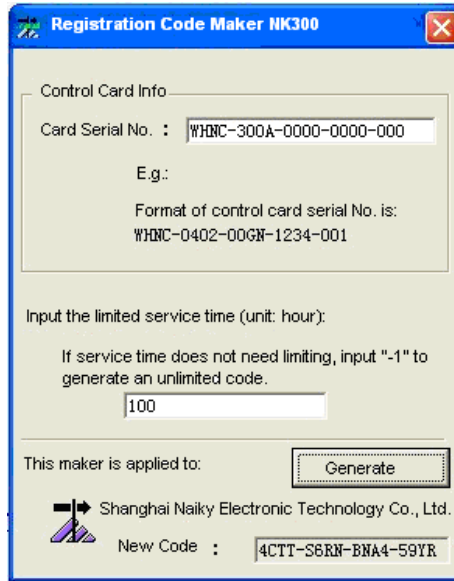 Registration Code Maker NK300
Control Card Info
Card Serial No. : WHNC-300A-0000-0000-000
E.g.:
Format of control card serial No. is:
WHNC-0402-00GN-1234-001
Input the limited service time (unit: hour):
If service time does not need limiting, input "-1" to
generate an unlimited code.
100
This maker is applied to:
Generate
Shanghai Naiky Electronic Technology Co., Ltd.
New Code : 4CTT-S6RN-BNA4-59YR